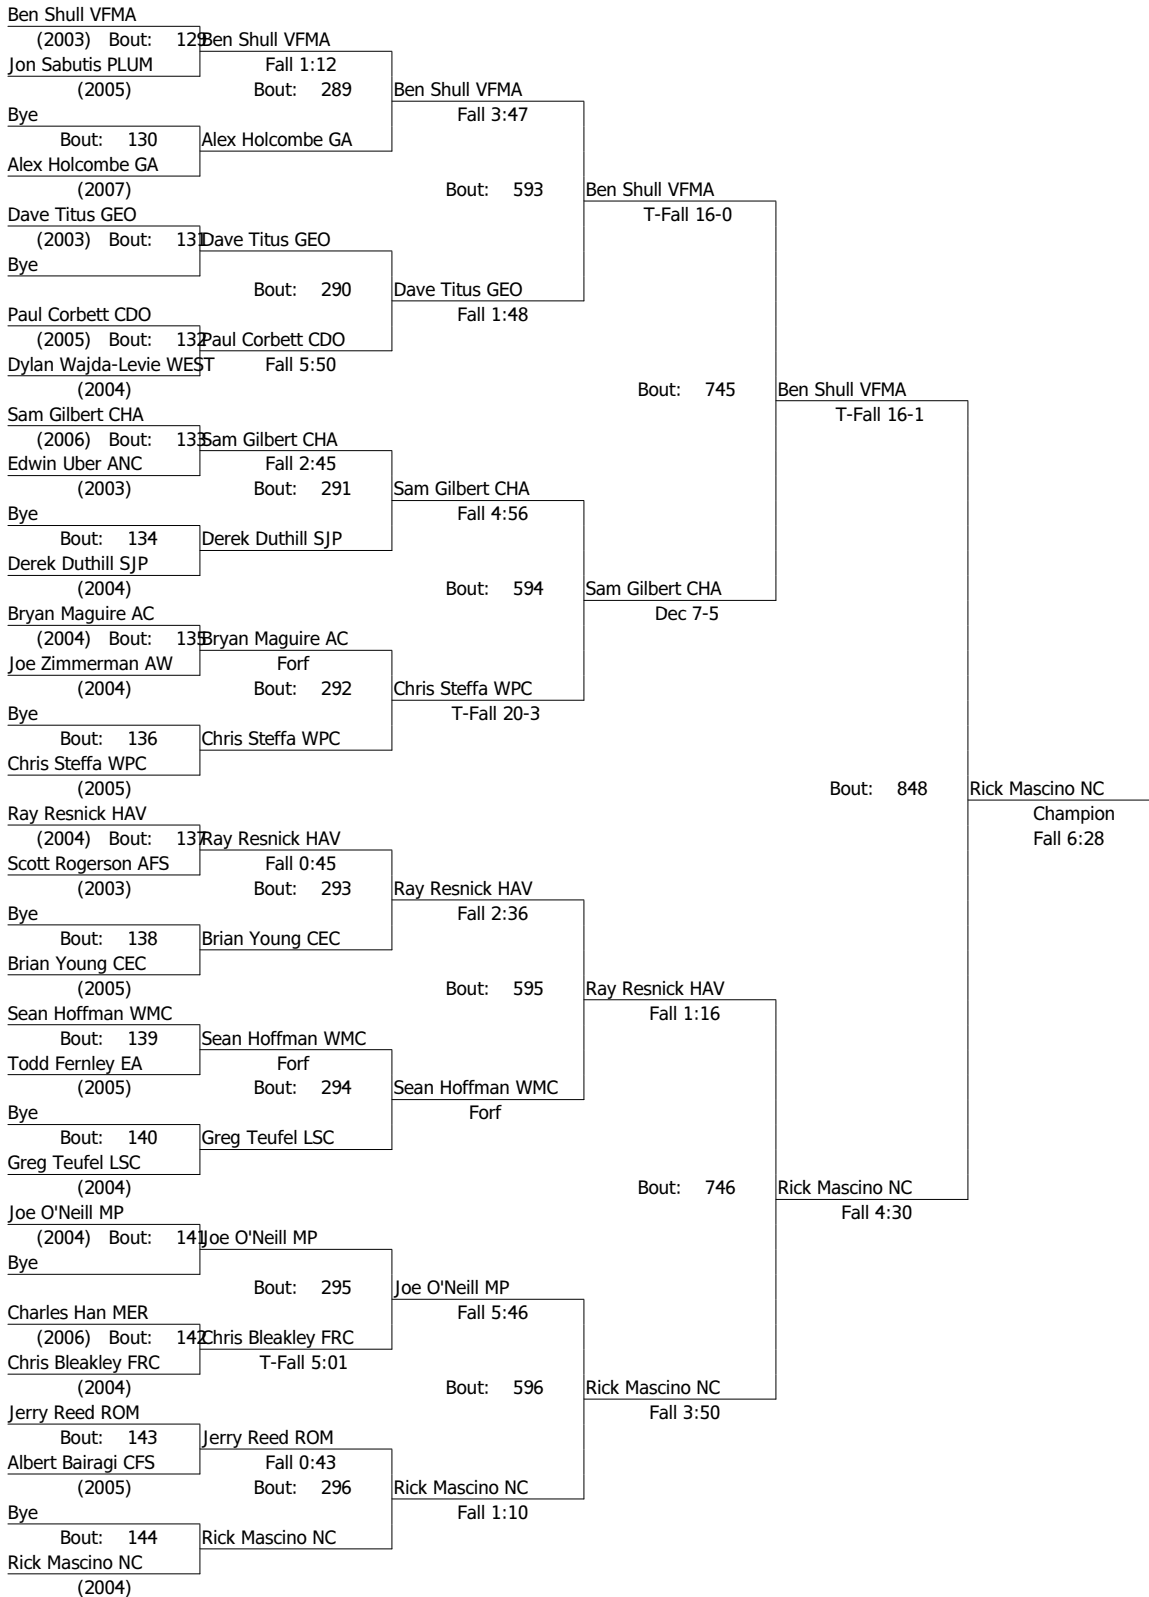 Ben Shull VFMA
(2003) Bout: 129 Ben Shull VFMA
Jon Sabutis PLUM Fall 1:12
(2005) Bout: 289 Ben Shull VFMA
Bye Fall 3:47
Bout: 130 Alex Holcombe GA
Alex Holcombe GA
(2007) Bout: 593 Ben Shull VFMA
Dave Titus GEO T-Fall 16-0
(2003) Bout: 131 Dave Titus GEO
Bye
Bout: 290 Dave Titus GEO
Paul Corbett CDO Fall 1:48
(2005) Bout: 132 Paul Corbett CDO
Dylan Wajda-Levie WEST Fall 5:50
(2004) Bout: 745 Ben Shull VFMA
Sam Gilbert CHA T-Fall 16-1
(2006) Bout: 133 Sam Gilbert CHA
Edwin Uber ANC Fall 2:45
(2003) Bout: 291 Sam Gilbert CHA
Bye Fall 4:56
Bout: 134 Derek Duthill SJP
Derek Duthill SJP
(2004) Bout: 594 Sam Gilbert CHA
Bryan Maguire AC Dec 7-5
(2004) Bout: 135 Bryan Maguire AC
Joe Zimmerman AW Forf
(2004) Bout: 292 Chris Steffa WPC
Bye T-Fall 20-3
Bout: 136 Chris Steffa WPC
Chris Steffa WPC
(2005) Bout: 848 Rick Mascino NC
Ray Resnick HAV Champion
(2004) Bout: 137 Ray Resnick HAV Fall 6:28
Scott Rogerson AFS Fall 0:45
(2003) Bout: 293 Ray Resnick HAV
Bye Fall 2:36
Bout: 138 Brian Young CEC
Brian Young CEC
(2005) Bout: 595 Ray Resnick HAV
Sean Hoffman WMC Fall 1:16
Bout: 139 Sean Hoffman WMC
Todd Fernley EA Forf
(2005) Bout: 294 Sean Hoffman WMC
Bye Forf
Bout: 140 Greg Teufel LSC
Greg Teufel LSC
(2004) Bout: 746 Rick Mascino NC
Joe O'Neill MP Fall 4:30
(2004) Bout: 141 Joe O'Neill MP
Bye
Bout: 295 Joe O'Neill MP
Charles Han MER Fall 5:46
(2006) Bout: 142 Chris Bleakley FRC
Chris Bleakley FRC T-Fall 5:01
(2004) Bout: 596 Rick Mascino NC
Jerry Reed ROM Fall 3:50
Bout: 143 Jerry Reed ROM
Albert Bairagi CFS Fall 0:43
(2005) Bout: 296 Rick Mascino NC
Bye Fall 1:10
Bout: 144 Rick Mascino NC
Rick Mascino NC
(2004)